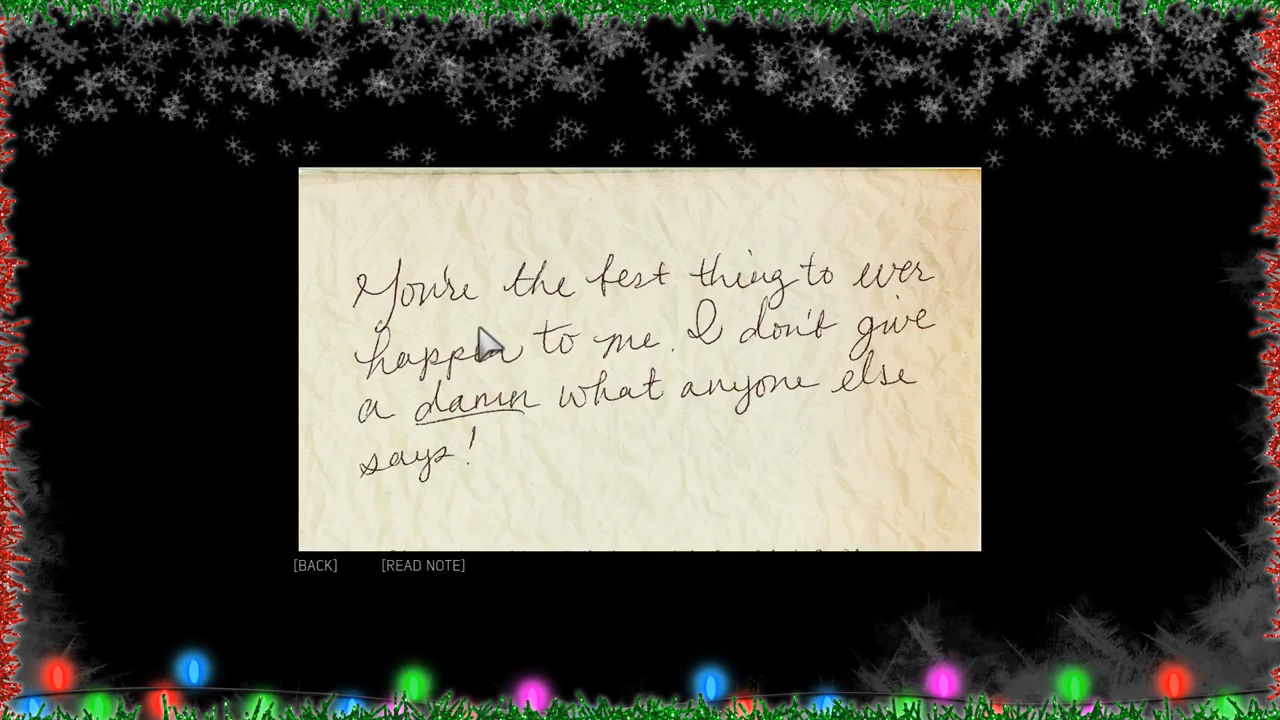 You're the best thing to ever
happen to me. I don't give
a damn what anyone else
says!
[BACK] [READ NOTE]